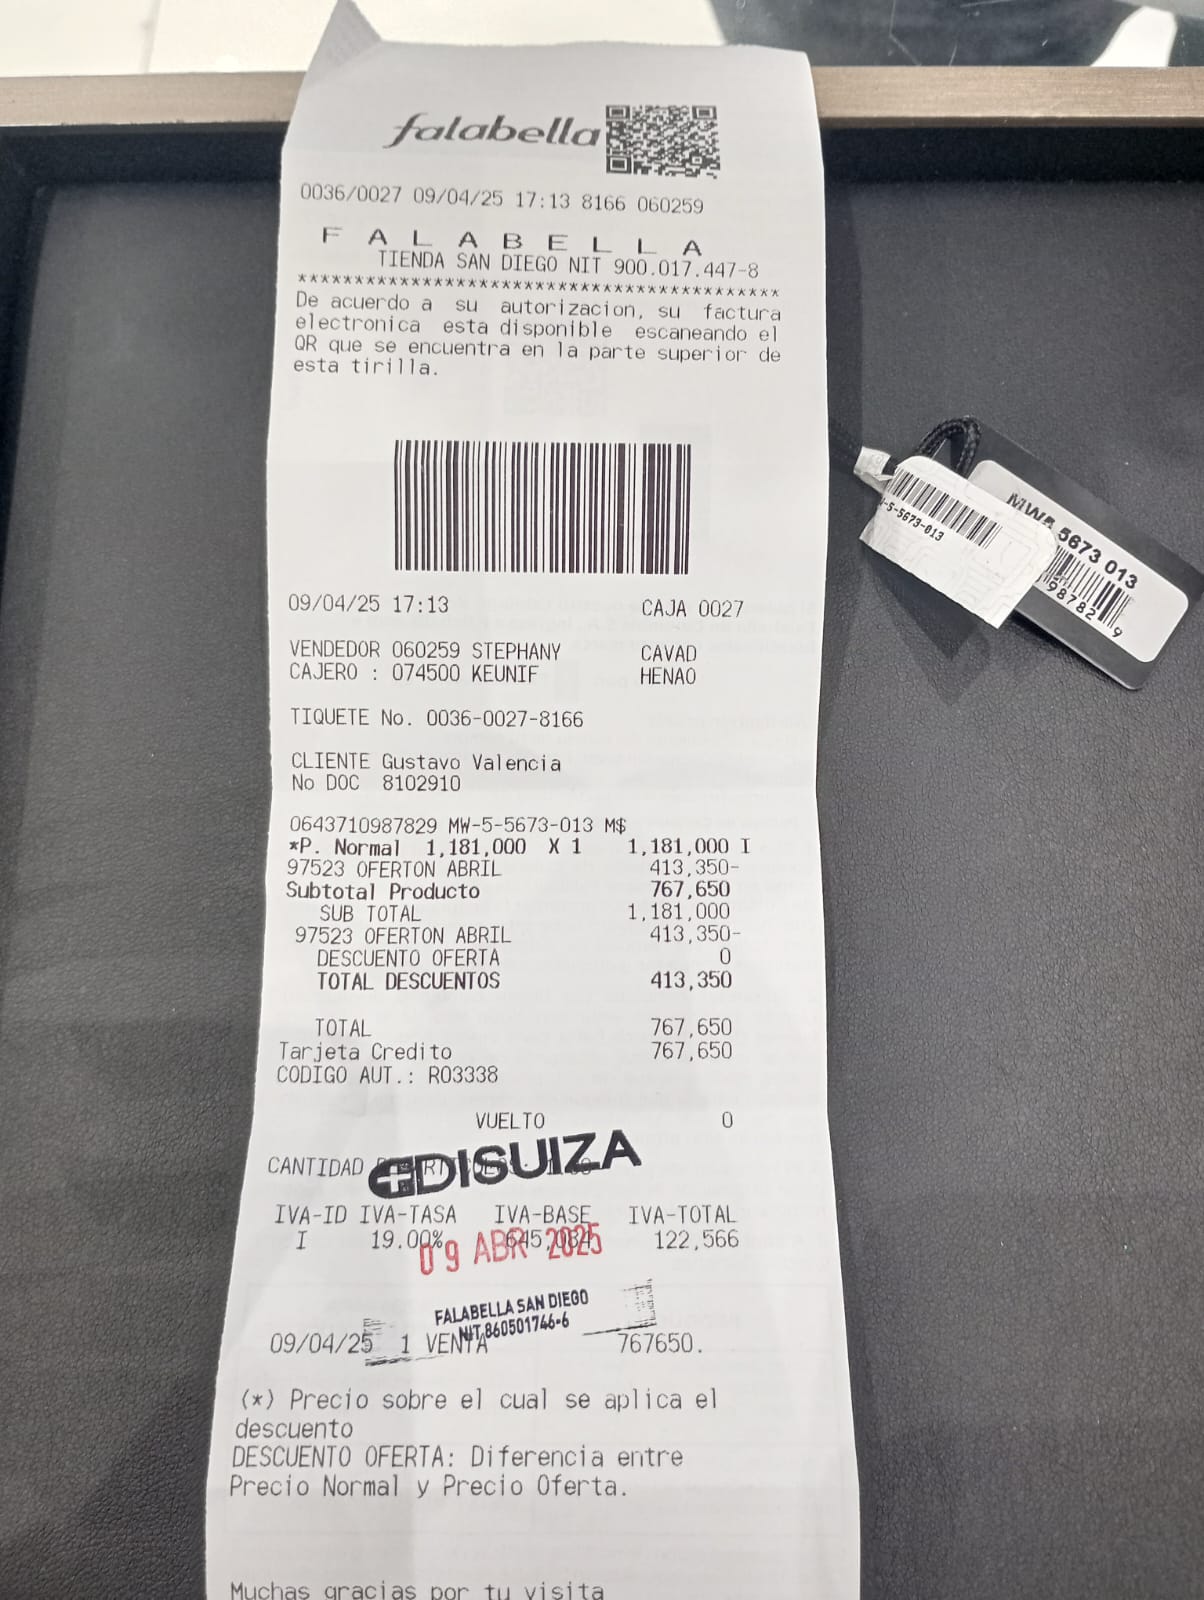 falabella
0036/0027 09/04/25 17:13 8166 060259
F A L A B E L L A
TIENDA SAN DIEGO NIT 900.017.447-8
******************************************
De acuerdo a su autorizacion, su factura
electronica esta disponible escaneando el
QR que se encuentra en la parte superior de
esta tirilla.
09/04/25 17:13 CAJA 0027
VENDEDOR 060259 STEPHANY CAVAD
CAJERO : 074500 KEUNIF HENAO
TIQUETE No. 0036-0027-8166
CLIENTE Gustavo Valencia
No DOC 8102910
0643710987829 MW-5-5673-013 M$
*P. Normal 1,181,000 X 1 1,181,000 I
97523 OFERTON ABRIL 413,350-
Subtotal Producto 767,650
SUB TOTAL 1,181,000
97523 OFERTON ABRIL 413,350-
DESCUENTO OFERTA 0
TOTAL DESCUENTOS 413,350
TOTAL 767,650
Tarjeta Credito 767,650
CODIGO AUT.: R03338
VUELTO 0
CANTIDAD
DISUIZA
IVA-ID IVA-TASA IVA-BASE IVA-TOTAL
I 19.00% 645,084 122,566
09 ABR 2025
FALABELLA SAN DIEGO
NIT 860501746-6
09/04/25 1 VENTA 767650.
(*) Precio sobre el cual se aplica el
descuento
DESCUENTO OFERTA: Diferencia entre
Precio Normal y Precio Oferta.
Muchas gracias por tu visita
-5-5673-013
5673 013
98782 9